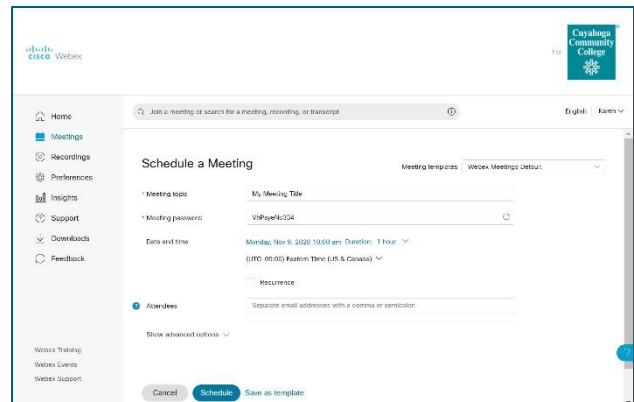 cisco Webex
For
Cuyahoga
Community
College
Home
Meetings
Recordings
Preferences
Insights
Support
Downloads
Feedback
Webex Training
Webex Events
Webex Support
Join a meeting or search for a meeting, recording, or transcript
English
Karen
Schedule a Meeting
Meeting templates
Webex Meetings Default
* Meeting topic
My Meeting Title
* Meeting password
VhPsyeNc334
Date and time
Monday, Nov 9, 2020 10:00 am Duration: 1 hour
(UTC-05:00) Eastern Time (US & Canada)
Recurrence
Attendees
Separate email addresses with a comma or semicolon
Show advanced options
Cancel
Schedule
Save as template